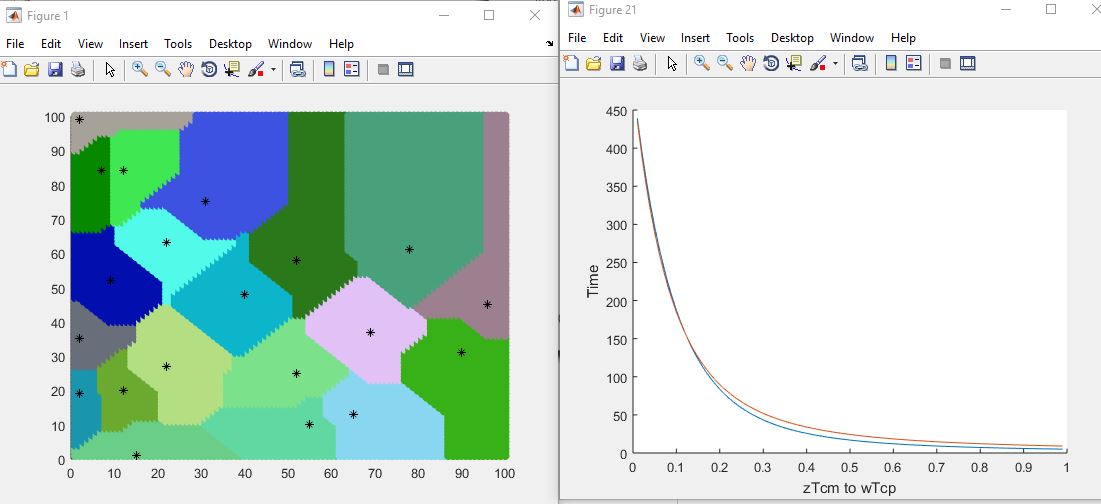 Figure 1
File Edit View Insert Tools Desktop Window Help
100
90
80
70
60
50
40
30
20
10
0
0 10 20 30 40 50 60 70 80 90 100
Figure 21
File Edit View Insert Tools Desktop Window Help
450
400
350
300
250
200
150
100
50
0
Time
0 0.1 0.2 0.3 0.4 0.5 0.6 0.7 0.8 0.9 1
zTcm to wTcp